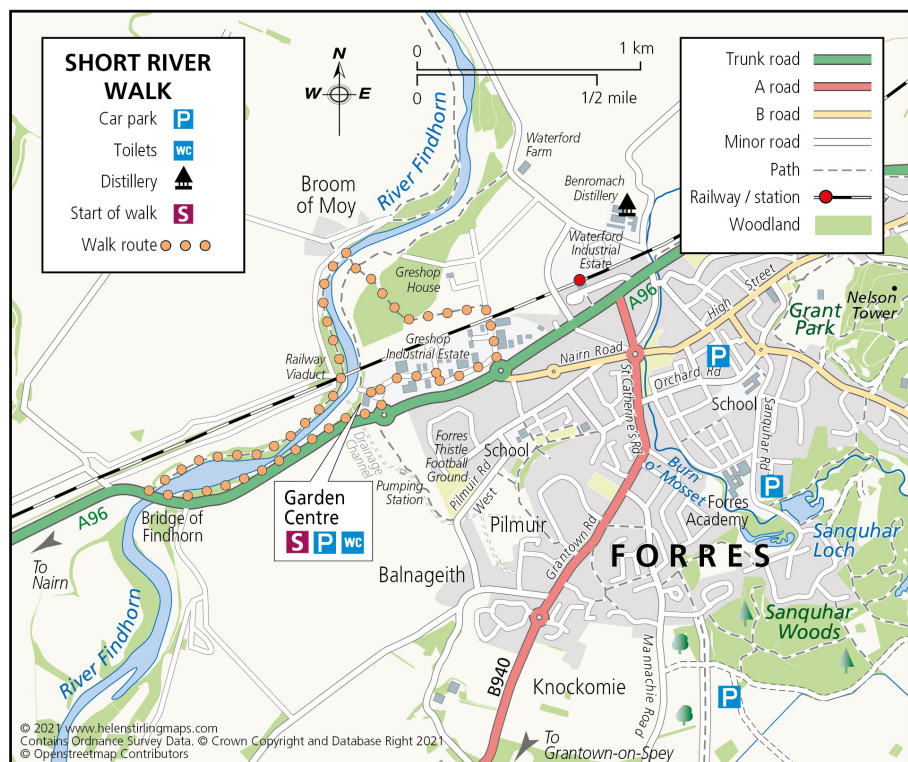 SHORT RIVER
WALK
Car park
P
Toilets
WC
Distillery
Start of walk
S
Walk route
N
W
E
S
0
1 km
0
1/2 mile
Trunk road
A road
B road
Minor road
Path
Railway / station
Woodland
River Findhorn
Broom
of Moy
Waterford
Farm
Benromach
Distillery
Waterford
Industrial
Estate
Greshop
House
A96
High Street
Grant
Park
Nelson
Tower
Greshop
Industrial Estate
Railway
Viaduct
Nairn Road
P
Orchard Rd
St Catherine's Rd
School
Sanquhar Rd
Drainage
Channel
Forres
Thistle
Football
Ground
School
Pilmuir Rd
West
Pumping
Station
Burn
o' Mosset
P
Forres
Academy
Sanquhar
Loch
A96
Bridge of
Findhorn
To
Nairn
Garden
Centre
S
P
WC
Pilmuir
Grantown Rd
FORRES
Balnageith
Sanquhar
Woods
River Findhorn
B940
Knockomie
Mannachie Road
P
To
Grantown-on-Spey
© 2021 www.helenstirlingmaps.com
Contains Ordnance Survey Data. © Crown Copyright and Database Right 2021
© Openstreetmap Contributors